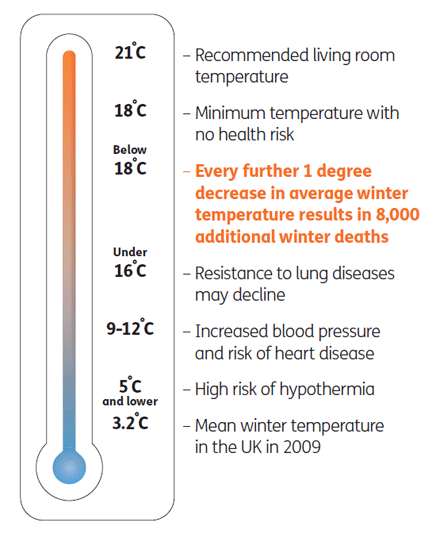 21°C
– Recommended living room
temperature
18°C
– Minimum temperature with
no health risk
Below
18°C
– Every further 1 degree
decrease in average winter
temperature results in 8,000
additional winter deaths
Under
16°C
– Resistance to lung diseases
may decline
9-12°C
– Increased blood pressure
and risk of heart disease
5°C
and lower
– High risk of hypothermia
3.2°C
– Mean winter temperature
in the UK in 2009